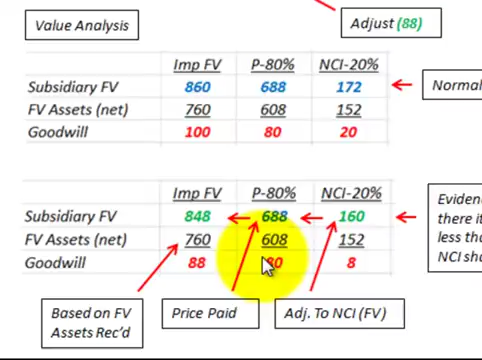 Adjust (88)
Value Analysis
Imp FV P-80% NCI-20%
Subsidiary FV 860 688 172
Normal
FV Assets (net) 760 608 152
Goodwill 100 80 20
Imp FV P-80% NCI-20%
Subsidiary FV 848 688 160
FV Assets (net) 760 608 152
Goodwill 88 80 8
Evidenc
there i
less tha
NCI sha
Based on FV
Assets Rec'd
Price Paid
Adj. To NCI (FV)